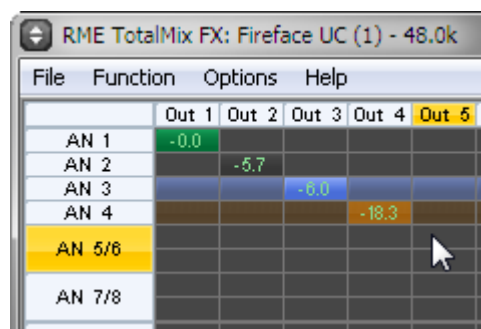 RME TotalMix FX: Fireface UC (1) - 48.0k
File Function Options Help
Out 1 Out 2 Out 3 Out 4 Out 5
AN 1 -0.0
AN 2 -5.7
AN 3 -6.0
AN 4 -18.3
AN 5/6
AN 7/8